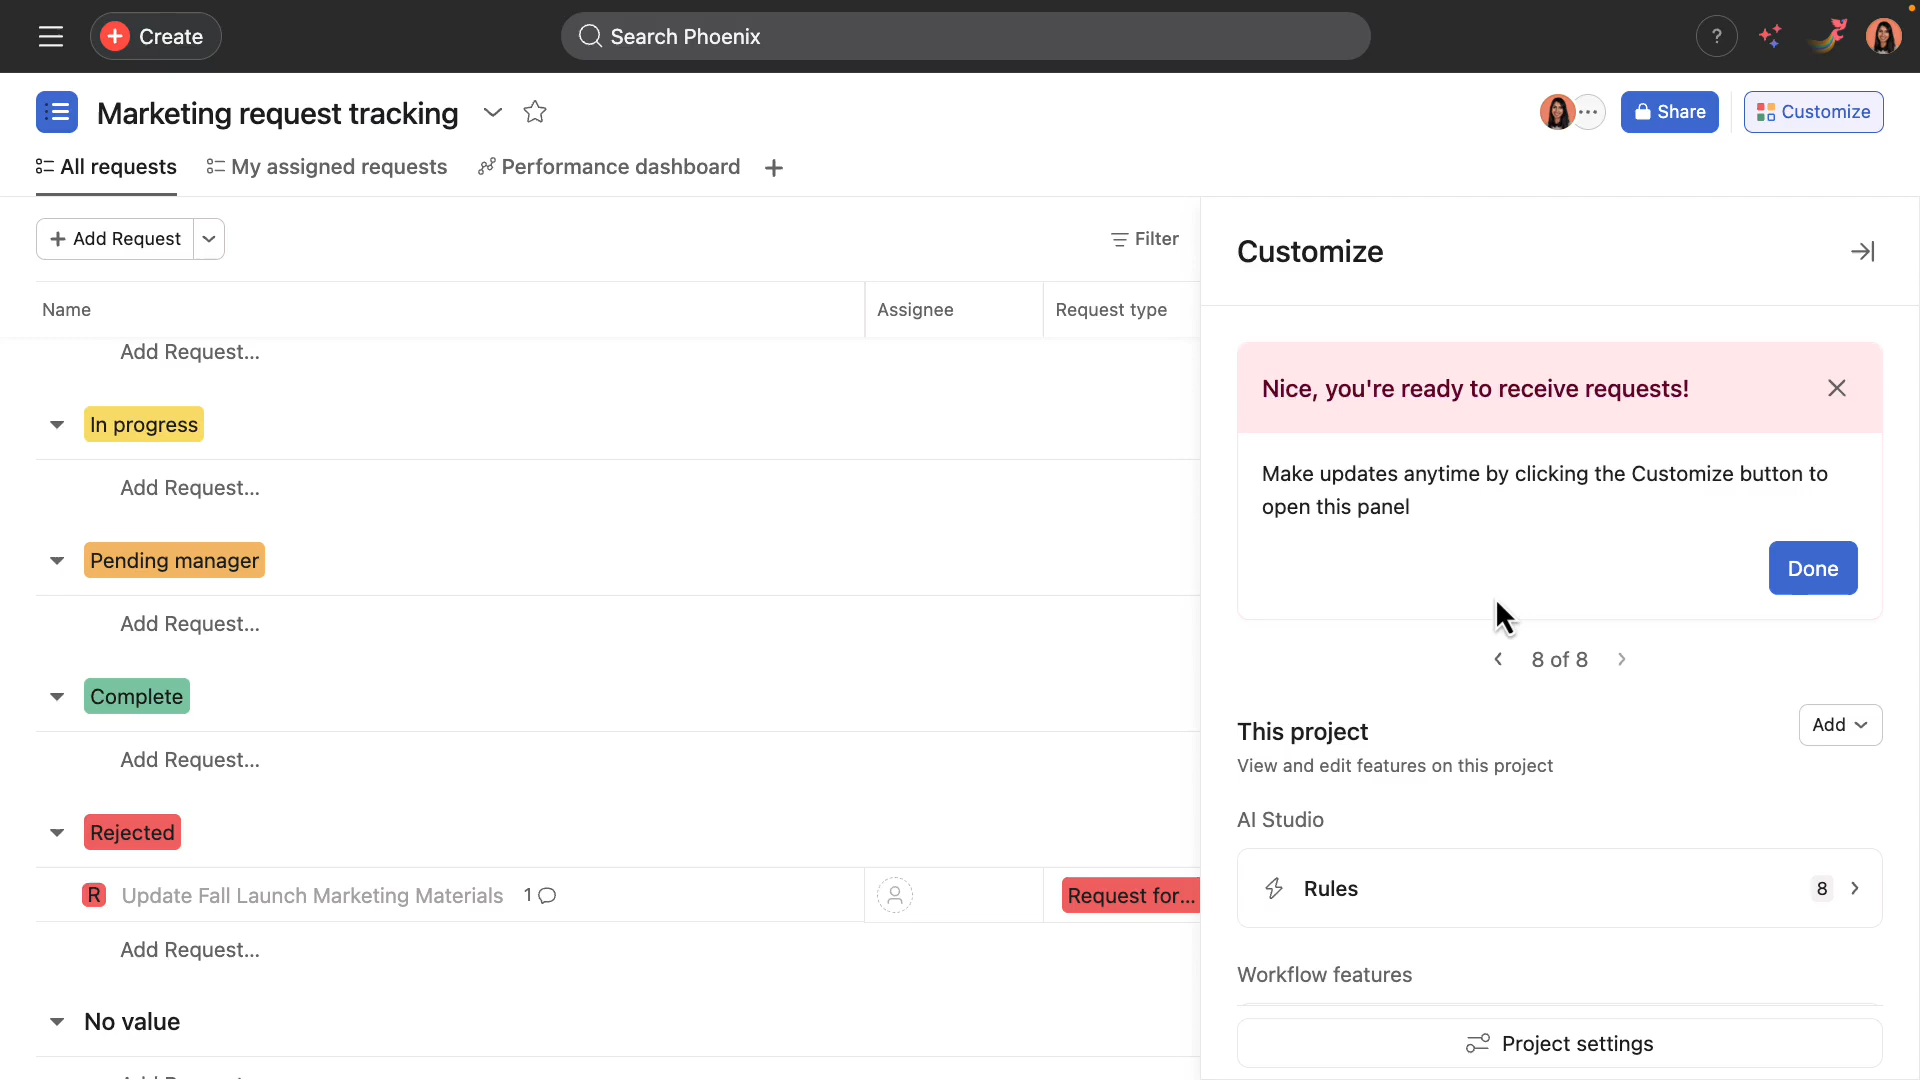 Create
Search Phoenix
?
Marketing request tracking
Share
Customize
All requests
My assigned requests
Performance dashboard
Add Request
Filter
Name
Assignee
Request type
Add Request...
In progress
Add Request...
Pending manager
Add Request...
Complete
Add Request...
Rejected
R Update Fall Launch Marketing Materials 1
Request for...
Add Request...
No value
Customize
Nice, you're ready to receive requests!
Make updates anytime by clicking the Customize button to
open this panel
Done
8 of 8
This project
Add
View and edit features on this project
AI Studio
Rules 8
Workflow features
Project settings